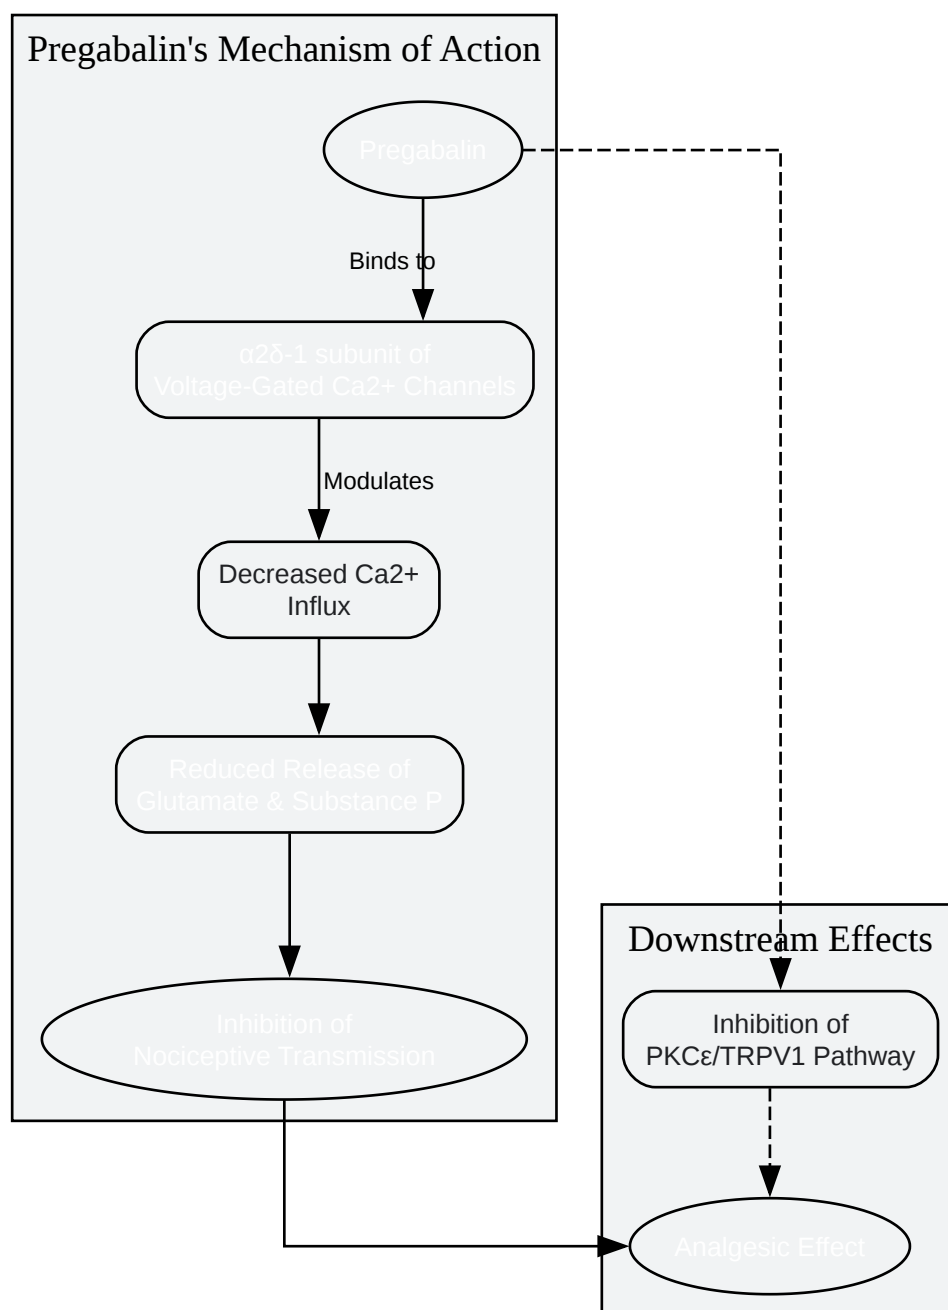 Pregabalin's Mechanism of Action
Pregabalin
Binds to
α2δ-1 subunit of
Voltage-Gated Ca2+ Channels
Modulates
Decreased Ca2+
Influx
Reduced Release of
Glutamate & Substance P
Inhibition of
Nociceptive Transmission
Downstream Effects
Inhibition of
PKCε/TRPV1 Pathway
Analgesic Effect